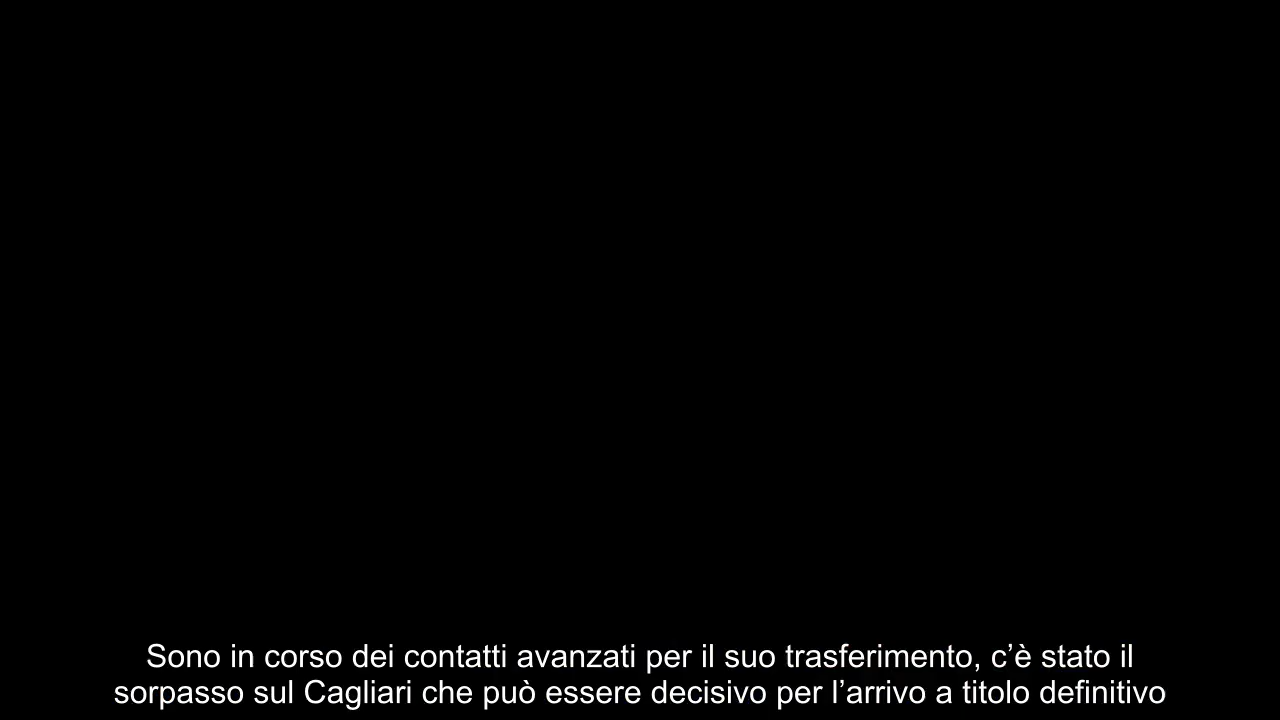 Sono in corso dei contatti avanzati per il suo trasferimento, c’è stato il
sorpasso sul Cagliari che può essere decisivo per l’arrivo a titolo definitivo